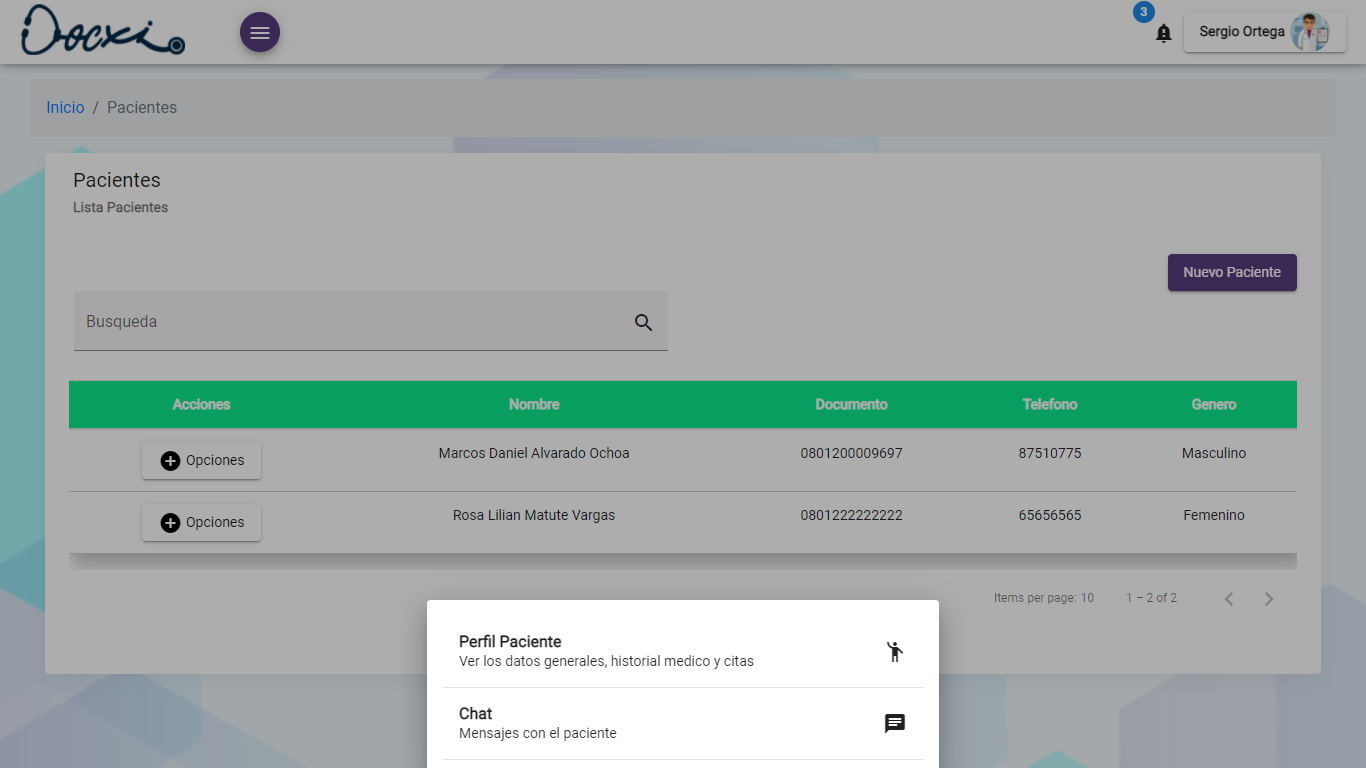 Docxi
3
Sergio Ortega
Inicio / Pacientes
Pacientes
Lista Pacientes
Nuevo Paciente
Busqueda
Acciones Nombre Documento Telefono Genero
Opciones Marcos Daniel Alvarado Ochoa 0801200009697 87510775 Masculino
Opciones Rosa Lilian Matute Vargas 0801222222222 65656565 Femenino
Items per page: 10 1 – 2 of 2
Perfil Paciente
Ver los datos generales, historial medico y citas
Chat
Mensajes con el paciente